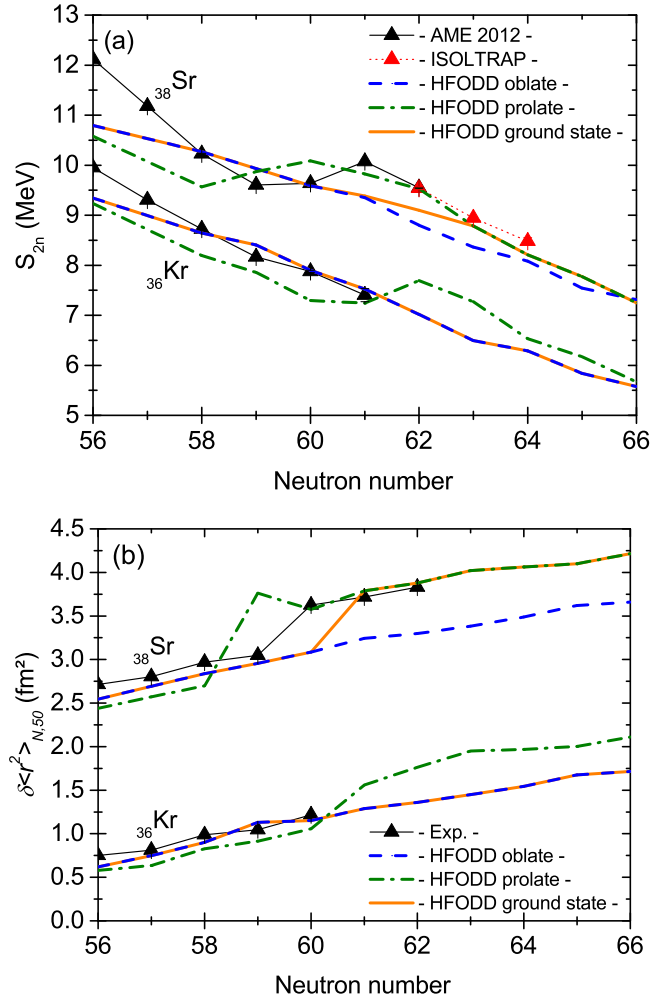 (a)
- AME 2012 -
- ISOLTRAP -
- HFODD oblate -
- HFODD prolate -
- HFODD ground state -
38Sr
36Kr
13
12
11
10
9
8
7
6
5
S2n (MeV)
56 58 60 62 64 66
Neutron number
(b)
38Sr
36Kr
- Exp. -
- HFODD oblate -
- HFODD prolate -
- HFODD ground state -
4.5
4.0
3.5
3.0
2.5
2.0
1.5
1.0
0.5
0.0
δ<r²>N,50 (fm²)
56 58 60 62 64 66
Neutron number